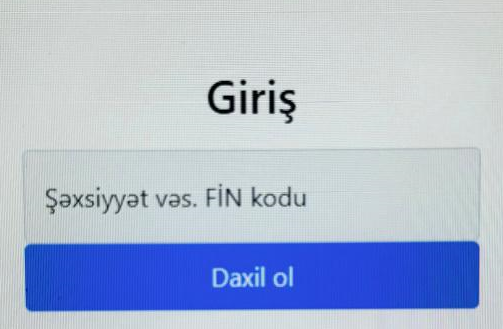 Giriş
Şəxsiyyət vəs. FİN kodu
Daxil ol